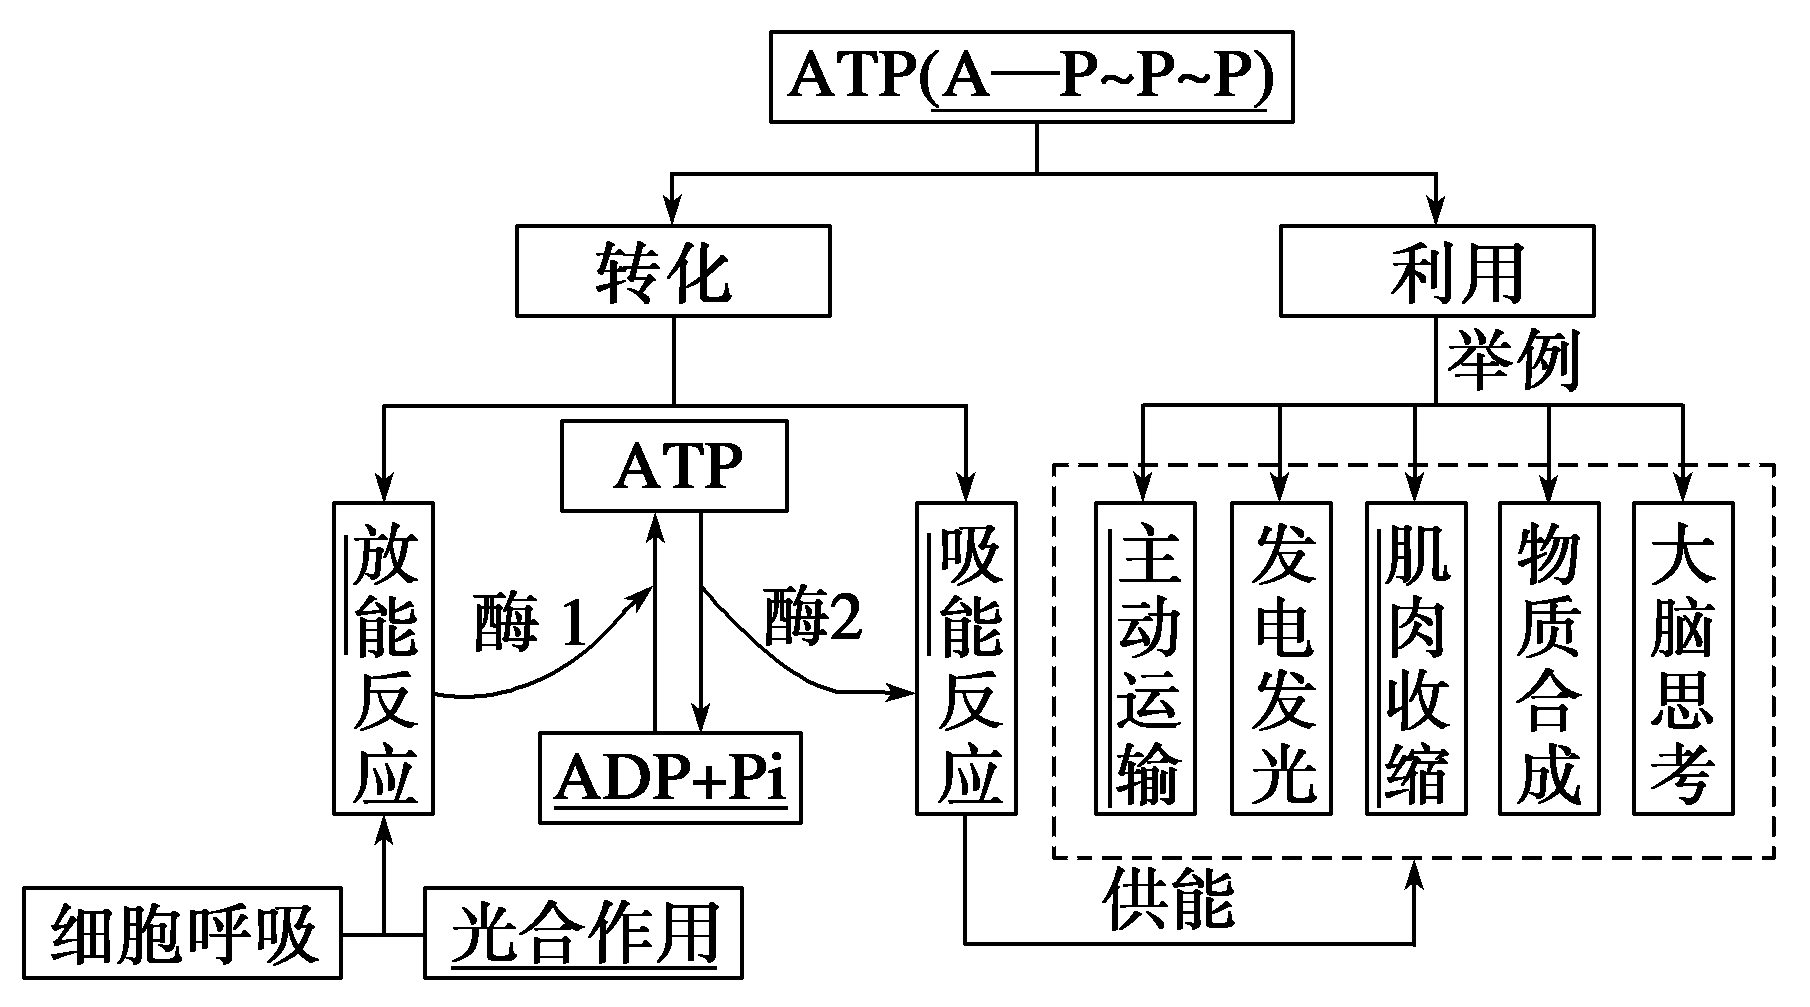 ATP(A—P~P~P)
转化
利用
举例
ATP
放能反应
酶1
酶2
吸能反应
ADP+Pi
主动运输
发电发光
肌肉收缩
物质合成
大脑思考
供能
细胞呼吸
光合作用